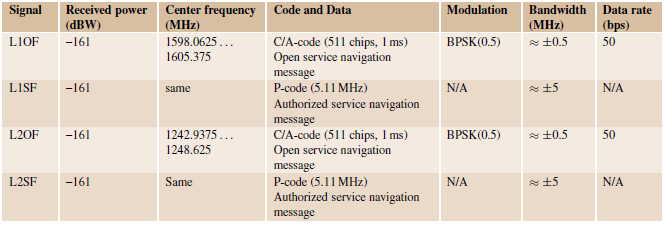 Signal Received power (dBW) Center frequency (MHz) Code and Data Modulation Bandwidth (MHz) Data rate (bps)
L1OF −161 1598.0625 … 1605.375 C/A-code (511 chips, 1 ms) Open service navigation message BPSK(0.5) ≈ ±0.5 50
L1SF −161 same P-code (5.11 MHz) Authorized service navigation message N/A ≈ ±5 N/A
L2OF −161 1242.9375 … 1248.625 C/A-code (511 chips, 1 ms) Open service navigation message BPSK(0.5) ≈ ±0.5 50
L2SF −161 Same P-code (5.11 MHz) Authorized service navigation message N/A ≈ ±5 N/A